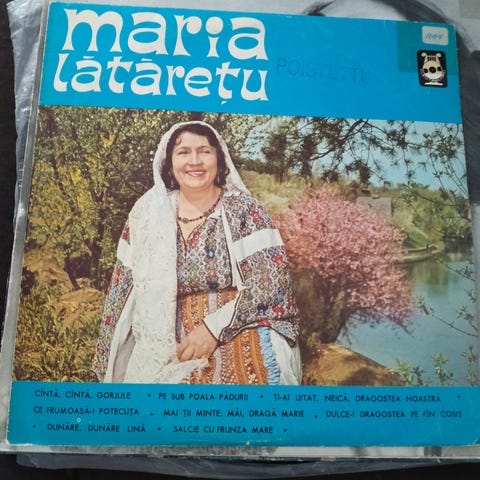 maria
lătărețu
POISTETTU
CÎNTĂ, CÎNTĂ, GORJULE • PE SUB POALA PĂDURII • ȚI-AI UITAT, NEICĂ, DRAGOSTEA NOASTRĂ •
CE FRUMOASĂ-I POTECUȚA • MAI ȚII MINTE, MĂI, DRAGĂ MARIE • DULCE-I DRAGOSTEA PE FÎN COSIT
• DUNĂRE, DUNĂRE LINĂ • SALCIE CU FRUNZA MARE •